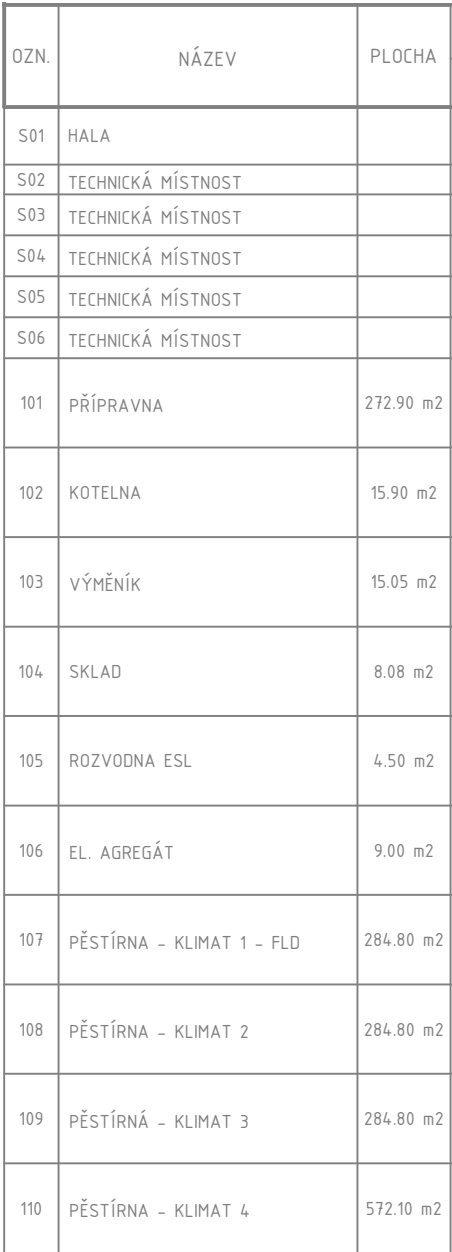 OZN. NÁZEV PLOCHA
S01 HALA
S02 TECHNICKÁ MÍSTNOST
S03 TECHNICKÁ MÍSTNOST
S04 TECHNICKÁ MÍSTNOST
S05 TECHNICKÁ MÍSTNOST
S06 TECHNICKÁ MÍSTNOST
101 PŘÍPRAVNA 272.90 m2
102 KOTELNA 15.90 m2
103 VÝMĚNÍK 15.05 m2
104 SKLAD 8.08 m2
105 ROZVODNA ESL 4.50 m2
106 EL. AGREGÁT 9.00 m2
107 PĚSTÍRNA - KLIMAT 1 - FLD 284.80 m2
108 PĚSTÍRNA - KLIMAT 2 284.80 m2
109 PĚSTÍRNÁ - KLIMAT 3 284.80 m2
110 PĚSTÍRNA - KLIMAT 4 572.10 m2